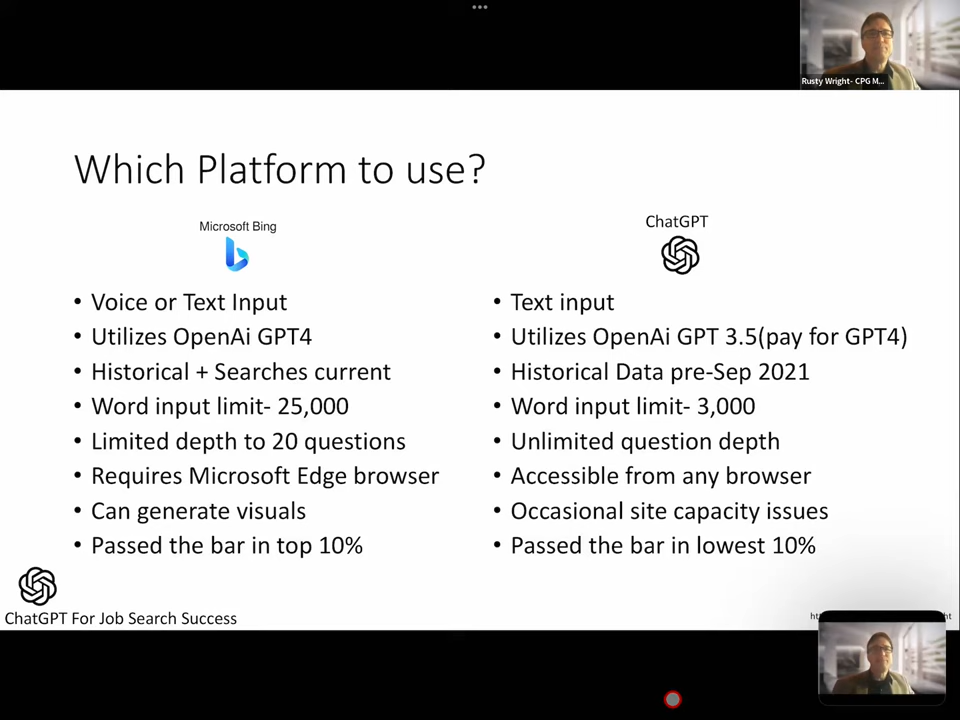 Rusty Wright- CPG M...
Which Platform to use?
Microsoft Bing
• Voice or Text Input
• Utilizes OpenAi GPT4
• Historical + Searches current
• Word input limit- 25,000
• Limited depth to 20 questions
• Requires Microsoft Edge browser
• Can generate visuals
• Passed the bar in top 10%
ChatGPT
• Text input
• Utilizes OpenAi GPT 3.5(pay for GPT4)
• Historical Data pre-Sep 2021
• Word input limit- 3,000
• Unlimited question depth
• Accessible from any browser
• Occasional site capacity issues
• Passed the bar in lowest 10%
ChatGPT For Job Search Success